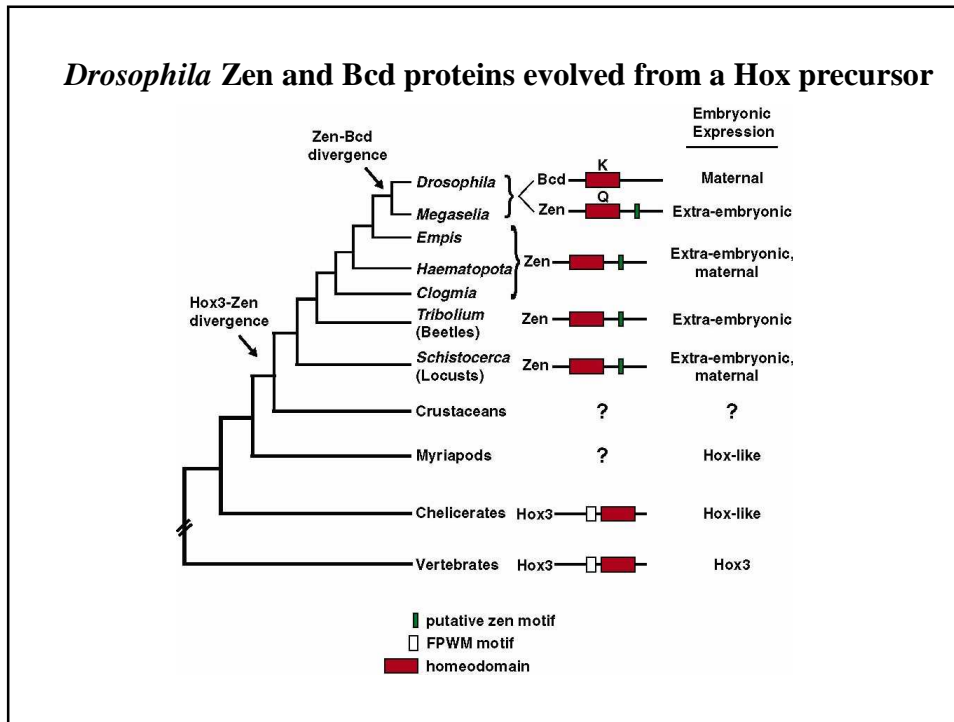 Drosophila Zen and Bcd proteins evolved from a Hox precursor
Embryonic
Expression
Zen-Bcd
divergence
K
Drosophila
Bcd
Maternal
Q
Megaselia
Zen
Extra-embryonic
Empis
Haematopota
Zen
Extra-embryonic,
maternal
Clogmia
Hox3-Zen
divergence
Tribolium
(Beetles)
Zen
Extra-embryonic
Schistocerca
(Locusts)
Zen
Extra-embryonic,
maternal
Crustaceans
?
?
Myriapods
?
Hox-like
Chelicerates
Hox3
Hox-like
Vertebrates
Hox3
Hox3
putative zen motif
FPWM motif
homeodomain